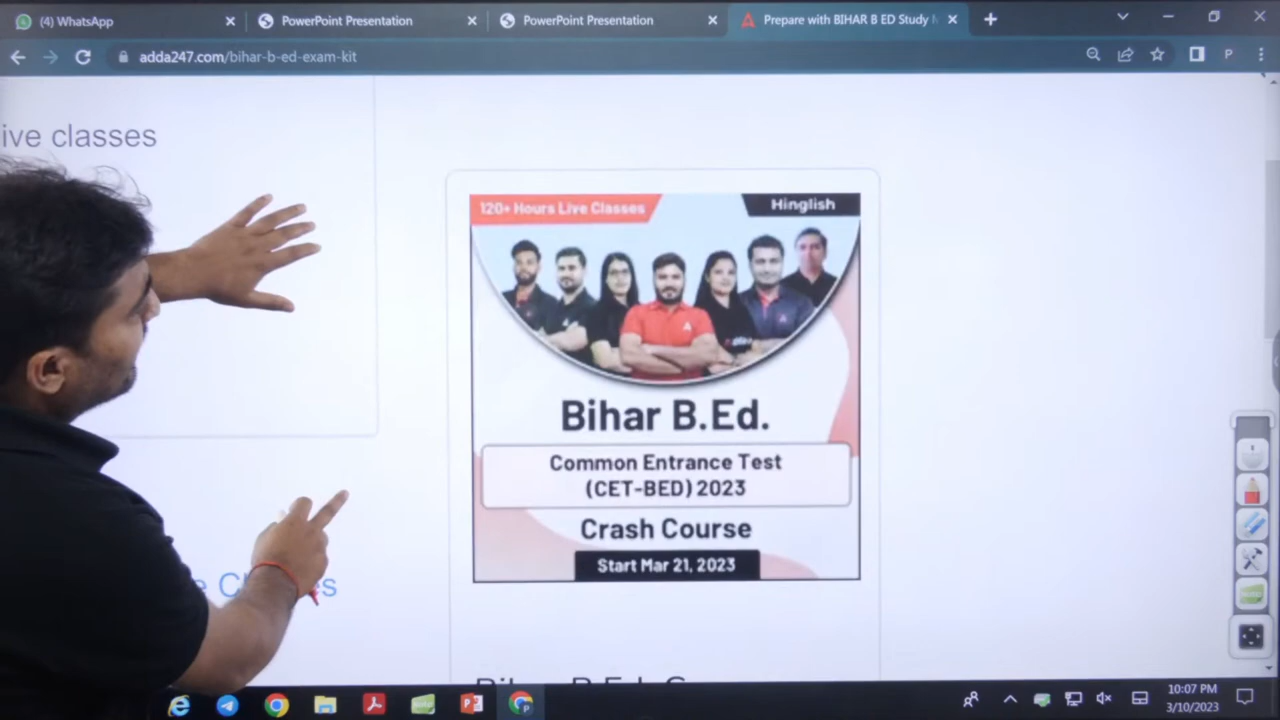 (4) WhatsApp
PowerPoint Presentation
PowerPoint Presentation
Prepare with BIHAR B ED Study
adda247.com/bihar-b-ed-exam-kit
P
ive classes
120+ Hours Live Classes
Hinglish
Bihar B.Ed.
Common Entrance Test
(CET-BED) 2023
Crash Course
Start Mar 21, 2023
10:07 PM
3/10/2023